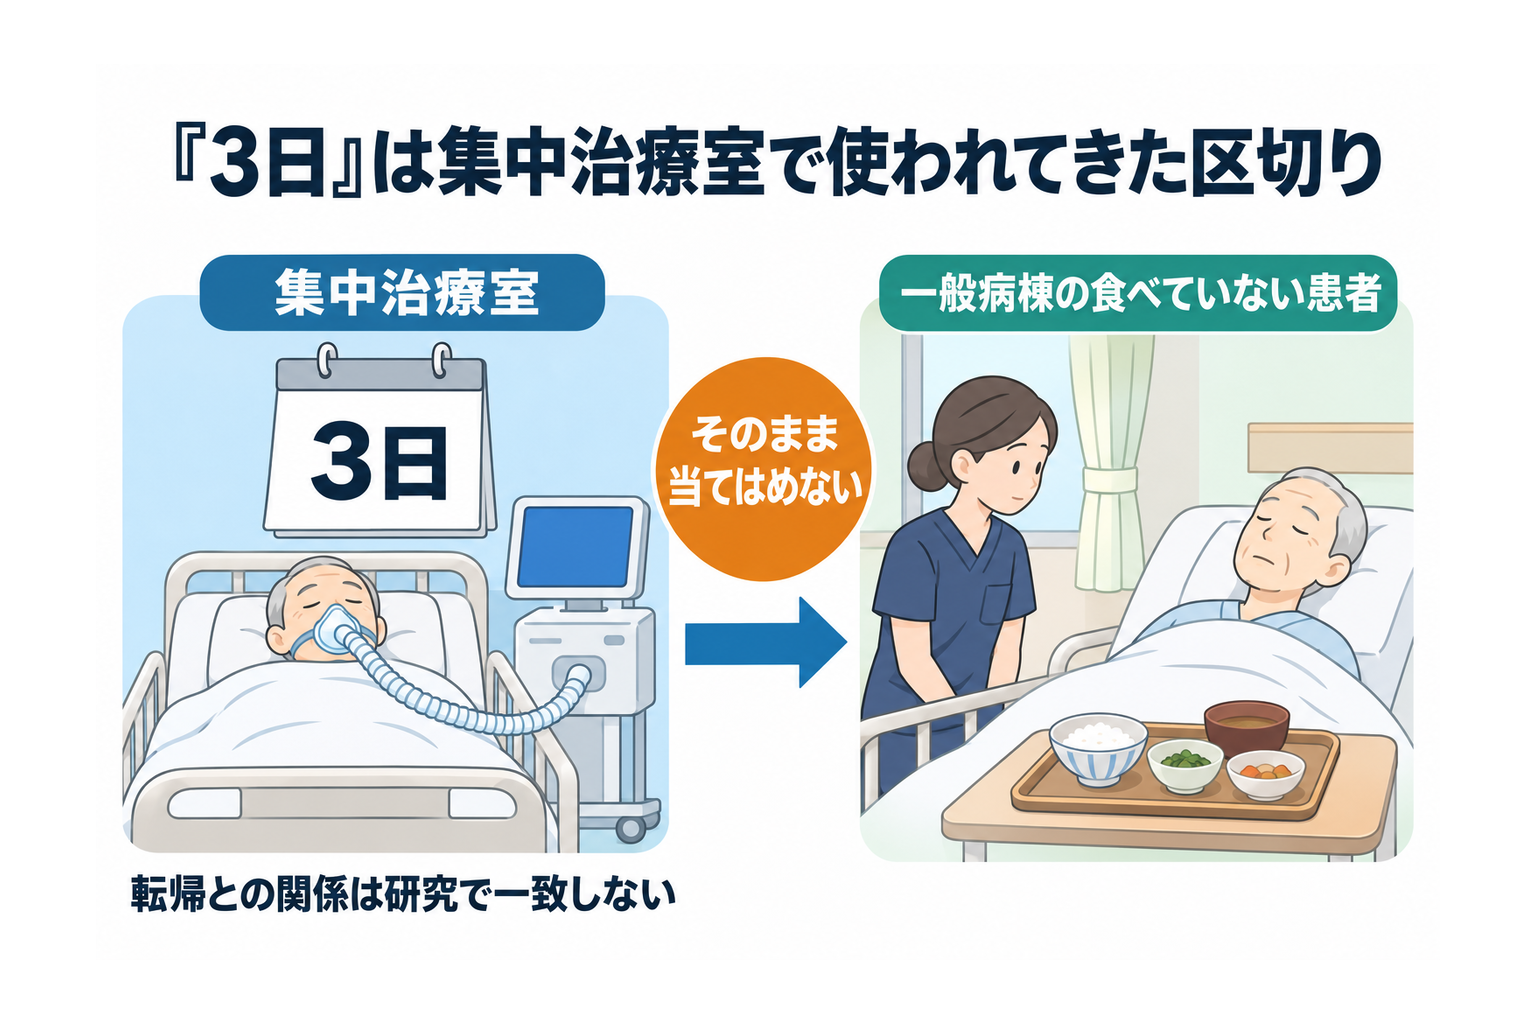 『3日』は集中治療室で使われてきた区切り
集中治療室
3日
転帰との関係は研究で一致しない
そのまま
当てはめない
一般病棟の食べていない患者